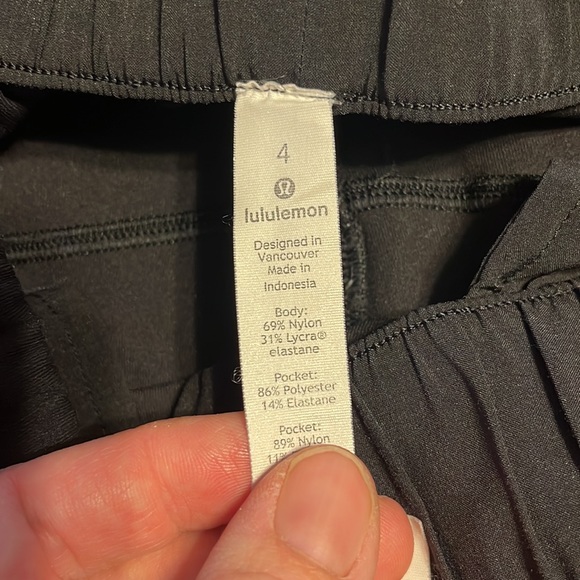 4
lululemon
Designed in
Vancouver
Made in
Indonesia
Body:
69% Nylon
31% Lycra®
elastane
Pocket:
86% Polyester
14% Elastane
Pocket:
89% Nylon